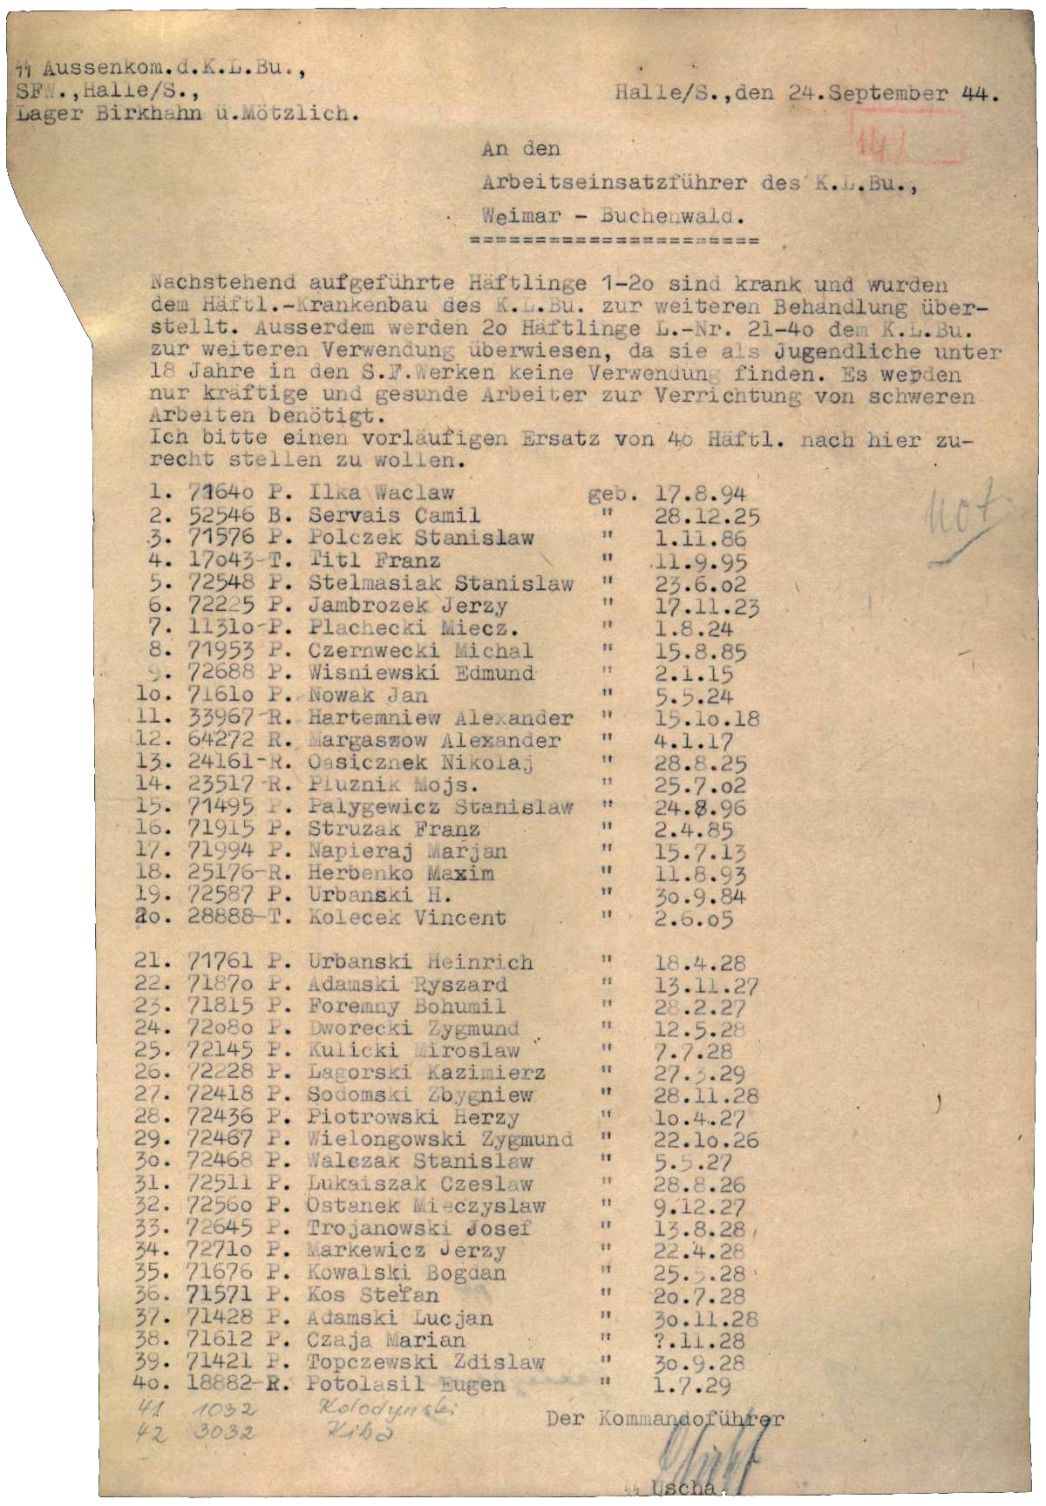 ᛋᛋ Aussenkom.d.K.L.Bu.,
SFW.,Halle/S.,
Lager Birkhahn ü.Mötzlich.
Halle/S.,den 24.September 44.
149
An den
Arbeitseinsatzführer des K.L.Bu.,
Weimar - Buchenwald.
======================
Nachstehend aufgeführte Häftlinge 1-2o sind krank und wurden
dem Häftl.-Krankenbau des K.L.Bu. zur weiteren Behandlung über-
stellt. Ausserdem werden 2o Häftlinge L.-Nr. 21-4o dem K.L.Bu.
zur weiteren Verwendung überwiesen, da sie als Jugendliche unter
18 Jahre in den S.F.Werken keine Verwendung finden. Es werden
nur kräftige und gesunde Arbeiter zur Verrichtung von schweren
Arbeiten benötigt.
Ich bitte einen vorläufigen Ersatz von 4o Häftl. nach hier zu-
recht stellen zu wollen.
1. 71640 P. Ilka Waclaw geb. 17.8.94
2. 52546 B. Servais Camil " 28.12.25
3. 71576 P. Polczek Stanislaw " 1.11.86
4. 17o43-T. Titl Franz " 11.9.95
5. 72548 P. Stelmasiak Stanislaw " 23.6.o2
6. 72225 P. Jambrozek Jerzy " 17.11.23
7. 1131o-P. Plachecki Miecz. " 1.8.24
8. 71953 P. Czernwecki Michal " 15.8.85
9. 72688 P. Wisniewski Edmund " 2.1.15
1o. 7161o P. Nowak Jan " 5.5.24
11. 33967-R. Hartemniew Alexander " 15.1o.18
12. 64272 R. Margaszow Alexander " 4.1.17
13. 24161-R. Oasicznek Nikolaj " 28.8.25
14. 23517-R. Pluznik Mojs. " 25.7.o2
15. 71495 P. Palygewicz Stanislaw " 24.8.96
16. 71915 P. Struzak Franz " 2.4.85
17. 71994 P. Napieraj Marjan " 15.7.13
18. 25176-R. Herbenko Maxim " 11.8.93
19. 72587 P. Urbanski H. " 3o.9.84
2o. 28888-T. Kolecek Vincent " 2.6.o5
21. 71761 P. Urbanski Heinrich " 18.4.28
22. 7187o P. Adamski Ryszard " 13.11.27
23. 71815 P. Foremny Bohumil " 28.2.27
24. 72o8o P. Dworecki Zygmund " 12.5.28
25. 72145 P. Kulicki Miroslaw " 7.7.28
26. 72228 P. Lagorski Kazimierz " 27.3.29
27. 72418 P. Sodomski Zbygniew " 28.11.28
28. 72436 P. Piotrowski Herzy " 1o.4.27
29. 72467 P. Wielongowski Zygmund " 22.1o.26
3o. 72468 P. Walczak Stanislaw " 5.5.27
31. 72511 P. Lukaiszak Czeslaw " 28.8.26
32. 7256o P. Ostanek Mieczyslaw " 9.12.27
33. 72645 P. Trojanowski Josef " 13.8.28
34. 7271o P. Markewicz Jerzy " 22.4.28
35. 71676 P. Kowalski Bogdan " 25.5.28
36. 71571 P. Kos Stefan " 2o.7.28
37. 71428 P. Adamski Lucjan " 3o.11.28
38. 71612 P. Czaja Marian " ?.11.28
39. 71421 P. Topczewski Zdislaw " 3o.9.28
4o. 18882-R. Potolasil Eugen " 1.7.29
41 1032 Kolodynski
42 3032 Kiba
Der Kommandoführer
ᛋᛋ Uscha.